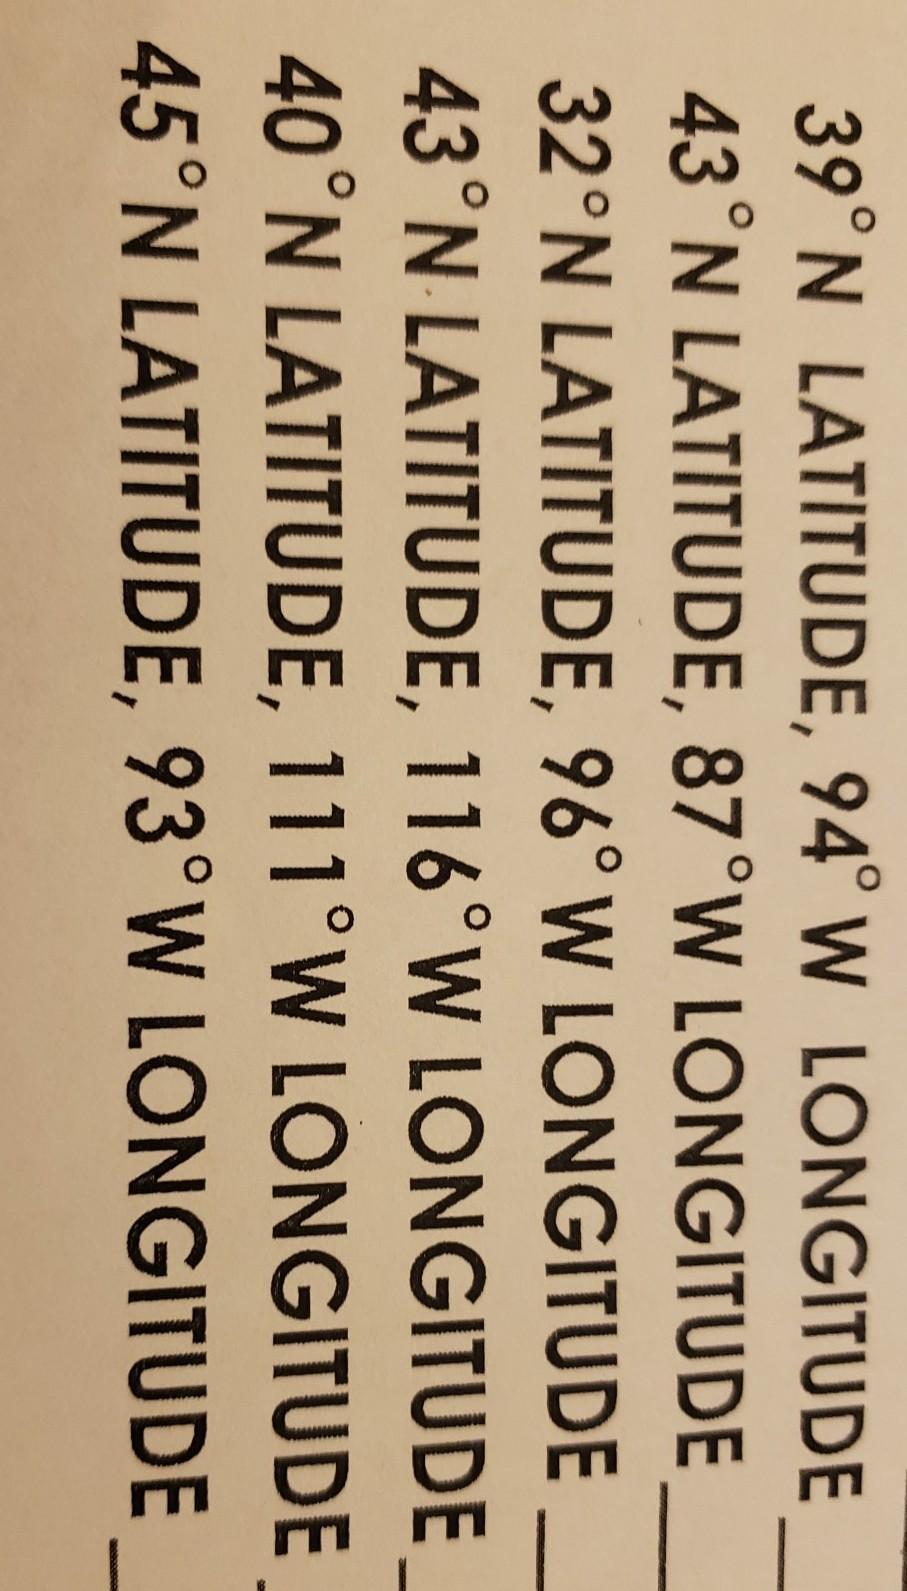 39°N LATITUDE, 94°W LONGITUDE
43°N LATITUDE, 87°W LONGITUDE
32°N LATITUDE, 96°W LONGITUDE
43°N LATITUDE, 116°W LONGITUDE
40°N LATITUDE, 111°W LONGITUDE
45°N LATITUDE, 93°W LONGITUDE